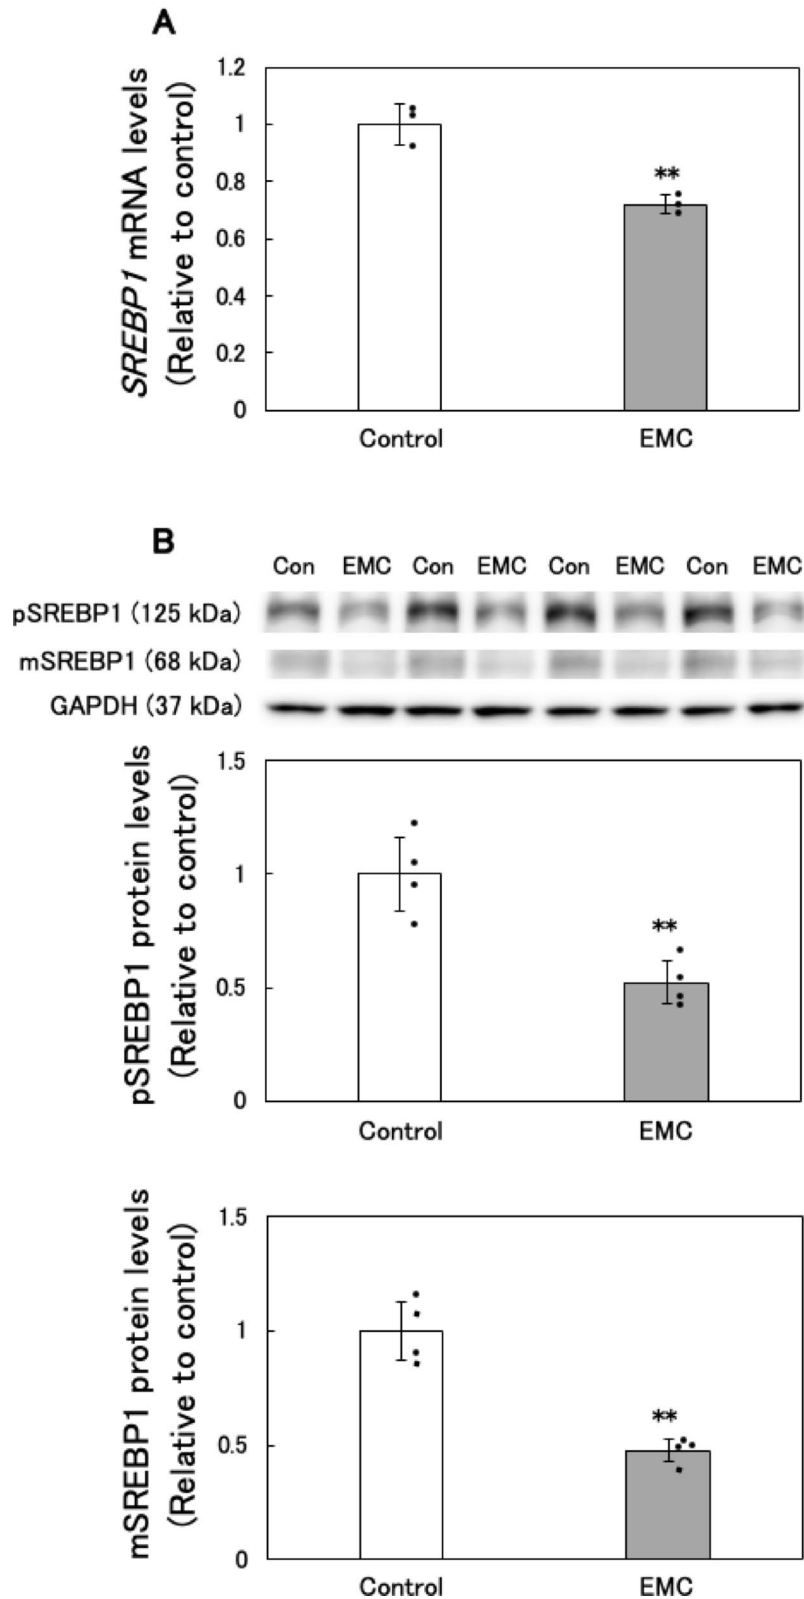 A
SREBP1 mRNA levels
(Relative to control)
1.2
1
0.8
0.6
0.4
0.2
0
**
Control EMC
B
Con EMC Con EMC Con EMC Con EMC
pSREBP1 (125 kDa)
mSREBP1 (68 kDa)
GAPDH (37 kDa)
pSREBP1 protein levels
(Relative to control)
1.5
1
0.5
0
**
Control EMC
mSREBP1 protein levels
(Relative to control)
1.5
1
0.5
0
**
Control EMC